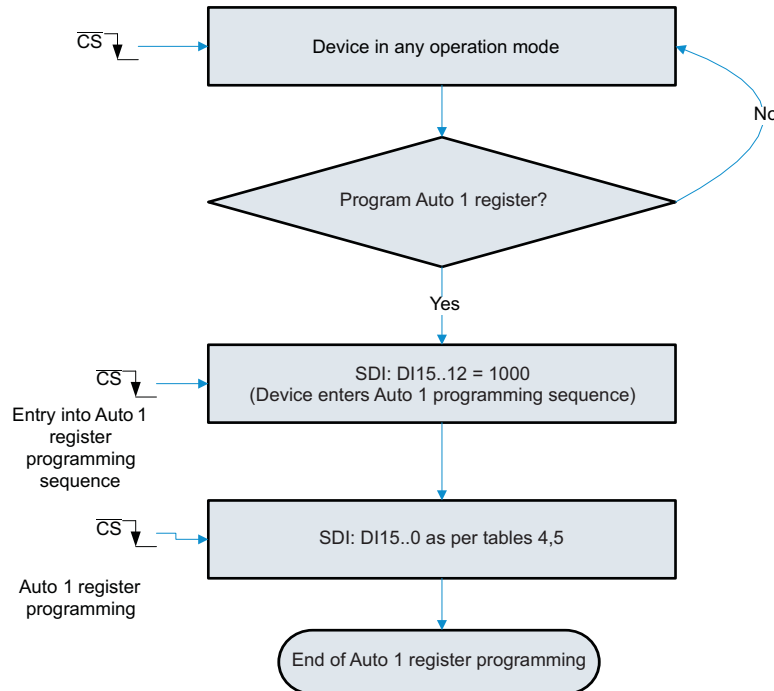 CS
Device in any operation mode
No
Program Auto 1 register?
Yes
CS
SDI: DI15..12 = 1000
(Device enters Auto 1 programming sequence)
Entry into Auto 1
register
programming
sequence
CS
SDI: DI15..0 as per tables 4,5
Auto 1 register
programming
End of Auto 1 register programming